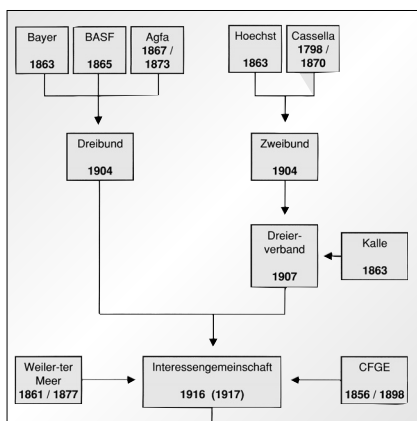 Bayer
1863
BASF
1865
Agfa
1867 /
1873
Hoechst
1863
Cassella
1798 /
1870
Dreibund
1904
Zweibund
1904
Dreier-
verband
1907
Kalle
1863
Weiler-ter
Meer
1861 / 1877
Interessengemeinschaft
1916 (1917)
CFGE
1856 / 1898